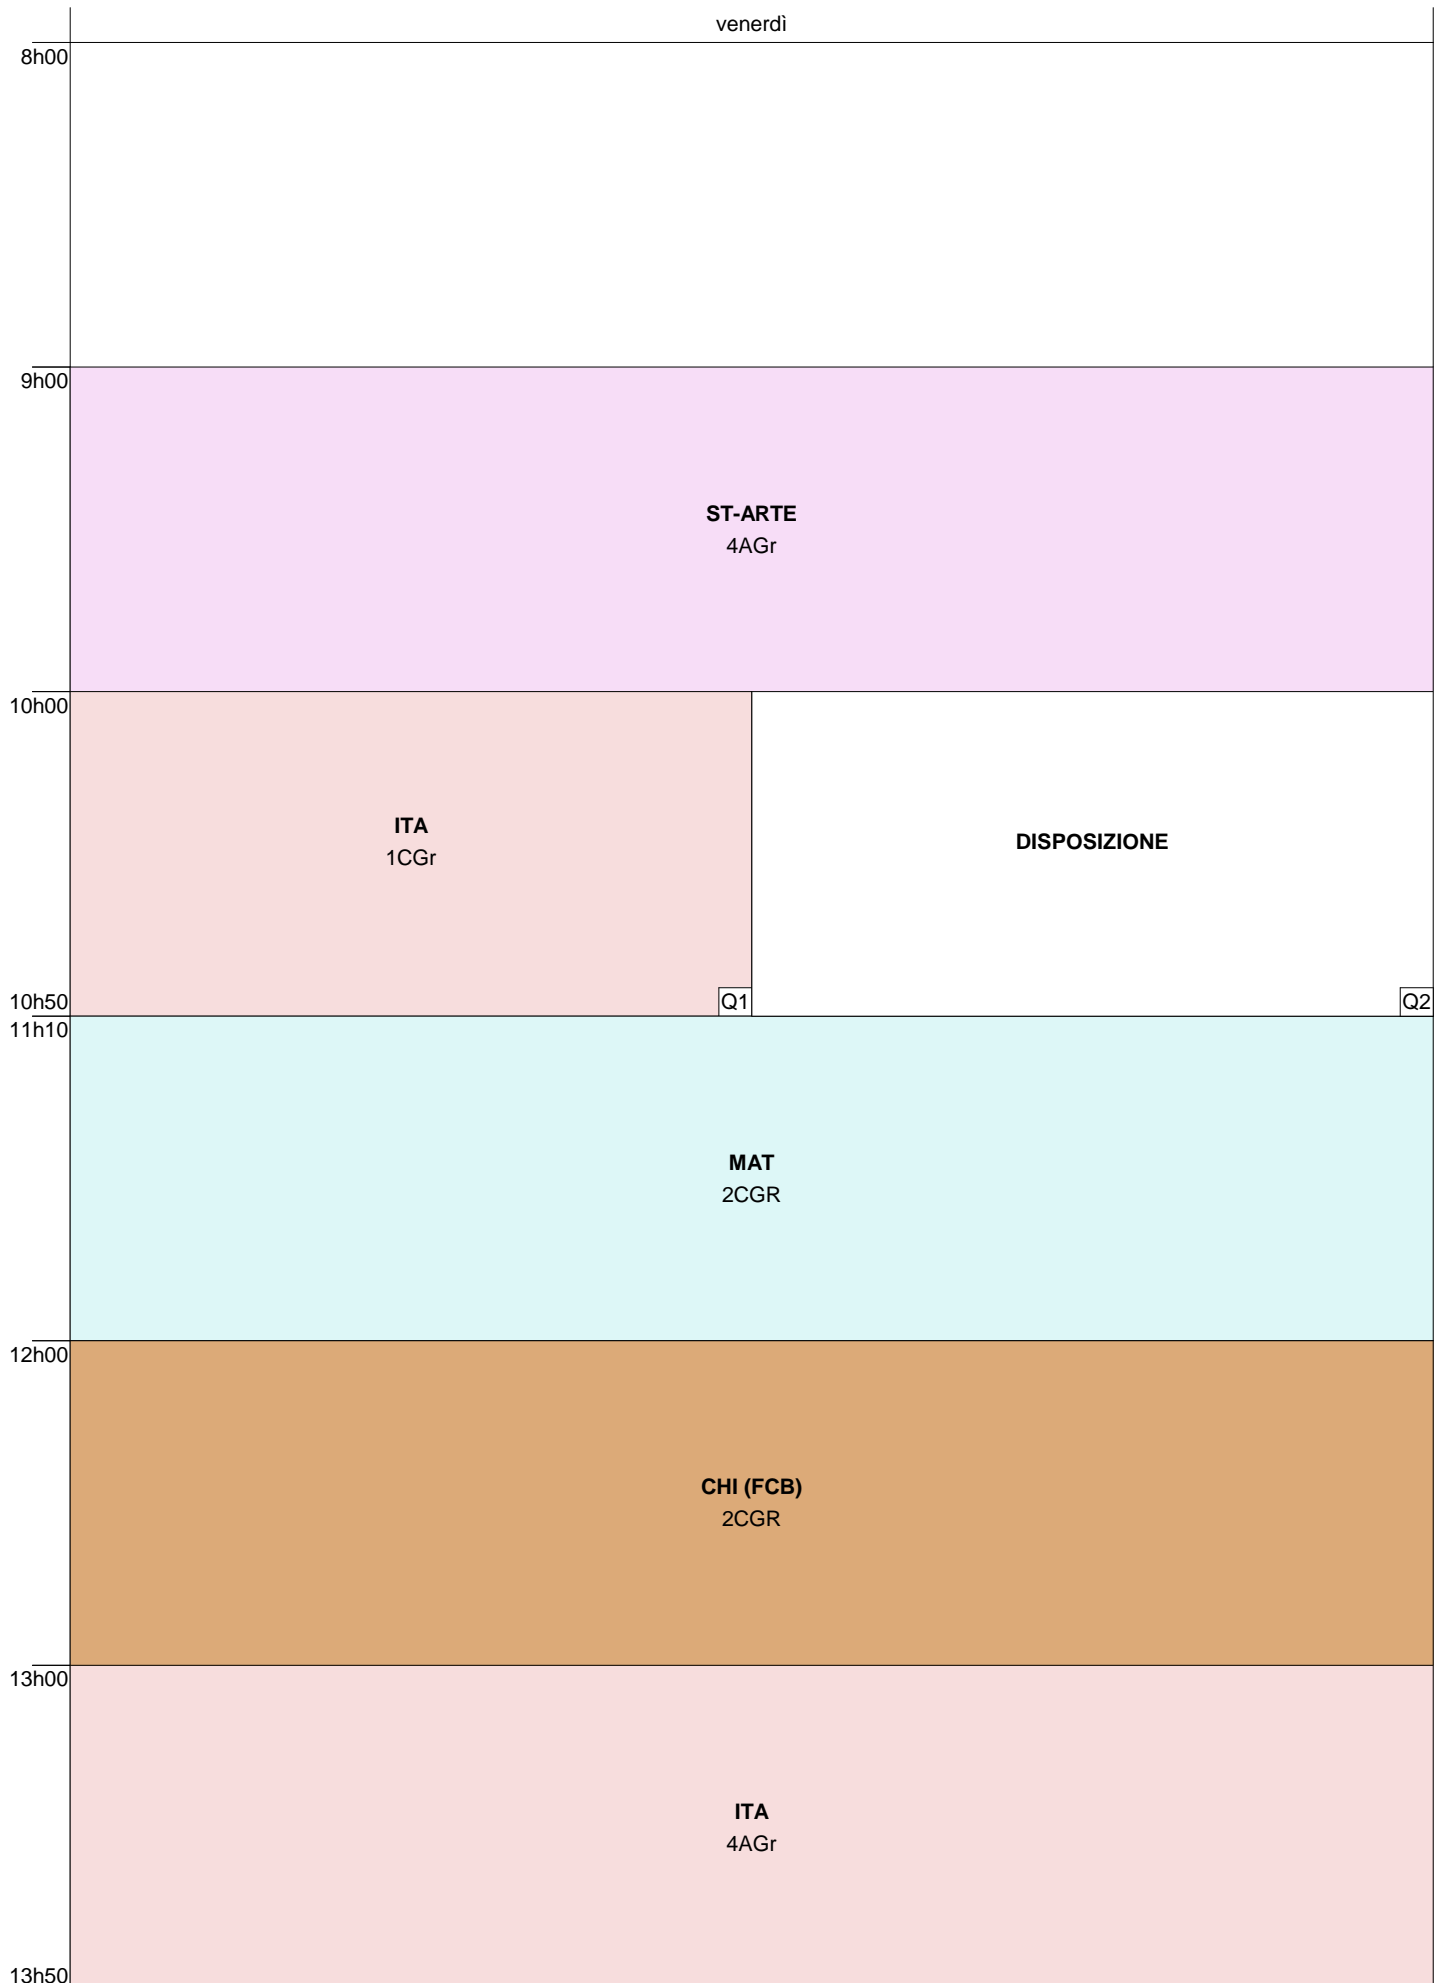 venerdì
8h00
9h00
ST-ARTE
4AGr
10h00
ITA
1CGr
DISPOSIZIONE
10h50
Q1
Q2
11h10
MAT
2CGR
12h00
CHI (FCB)
2CGR
13h00
ITA
4AGr
13h50